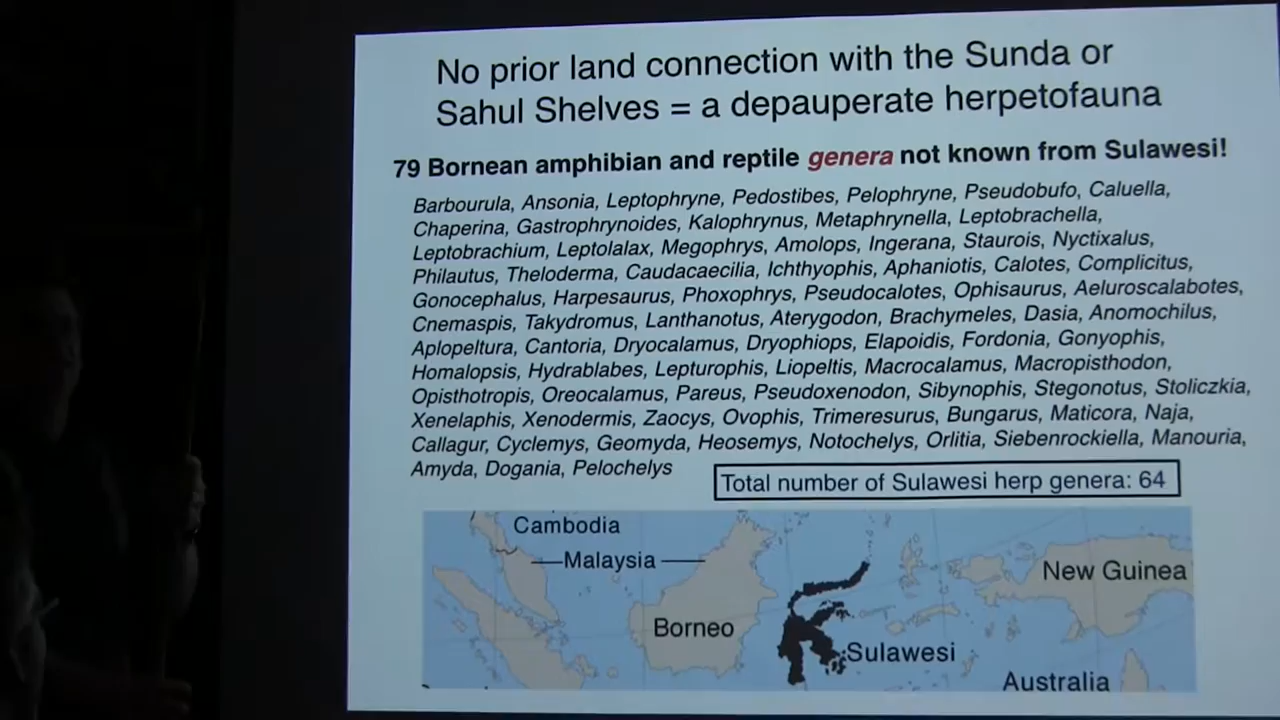 No prior land connection with the Sunda or
Sahul Shelves = a depauperate herpetofauna
79 Bornean amphibian and reptile genera not known from Sulawesi!
Barbourula, Ansonia, Leptophryne, Pedostibes, Pelophryne, Pseudobufo, Caluella,
Chaperina, Gastrophrynoides, Kalophrynus, Metaphrynella, Leptobrachella,
Leptobrachium, Leptolalax, Megophrys, Amolops, Ingerana, Staurois, Nyctixalus,
Philautus, Theloderma, Caudacaecilia, Ichthyophis, Aphaniotis, Calotes, Complicitus,
Gonocephalus, Harpesaurus, Phoxophrys, Pseudocalotes, Ophisaurus, Aeluroscalabotes,
Cnemaspis, Takydromus, Lanthanotus, Aterygodon, Brachymeles, Dasia, Anomochilus,
Aplopeltura, Cantoria, Dryocalamus, Dryophiops, Elapoidis, Fordonia, Gonyophis,
Homalopsis, Hydrablabes, Lepturophis, Liopeltis, Macrocalamus, Macropisthodon,
Opisthotropis, Oreocalamus, Pareus, Pseudoxenodon, Sibynophis, Stegonotus, Stoliczkia,
Xenelaphis, Xenodermis, Zaocys, Ovophis, Trimeresurus, Bungarus, Maticora, Naja,
Callagur, Cyclemys, Geomyda, Heosemys, Notochelys, Orlitia, Siebenrockiella, Manouria,
Amyda, Dogania, Pelochelys
Total number of Sulawesi herp genera: 64
Cambodia
Malaysia
New Guinea
Borneo
Sulawesi
Australia